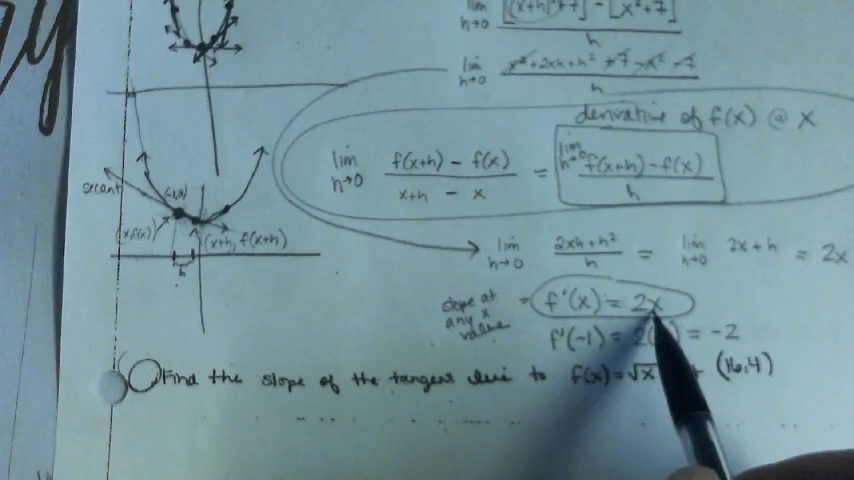 lim h→0 [(x+h)²+7] - [x²+7] / h
lim h→0 x²+2xh+h²+7-x²-7 / h
derivative of f(x) @ x
lim h→0 f(x+h) - f(x) / x+h - x = lim h→0 f(x+h) - f(x) / h
secant
(x, f(x))
(x+h, f(x+h)
h
lim h→0 2xh+h² / h = lim h→0 2x+h = 2x
slope at any x value = f'(x) = 2x
f'(-1) = 2( ) = -2
Find the slope of the tangent line to f(x) = √x (16,4)